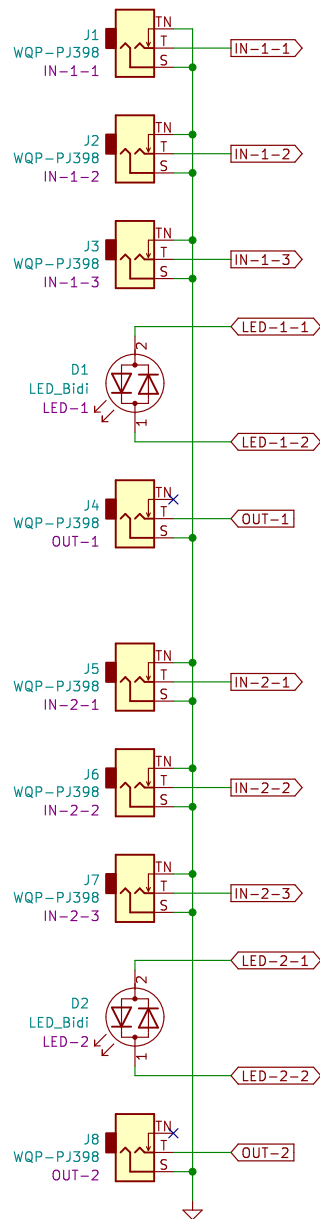 J1
WQP-PJ398
IN-1-1
TN
T
S
IN-1-1
J2
WQP-PJ398
IN-1-2
TN
T
S
IN-1-2
J3
WQP-PJ398
IN-1-3
TN
T
S
IN-1-3
LED-1-1
2
D1
LED_Bidi
LED-1
1
LED-1-2
J4
WQP-PJ398
OUT-1
TN
T
S
OUT-1
J5
WQP-PJ398
IN-2-1
TN
T
S
IN-2-1
J6
WQP-PJ398
IN-2-2
TN
T
S
IN-2-2
J7
WQP-PJ398
IN-2-3
TN
T
S
IN-2-3
LED-2-1
2
D2
LED_Bidi
LED-2
1
LED-2-2
J8
WQP-PJ398
OUT-2
TN
T
S
OUT-2